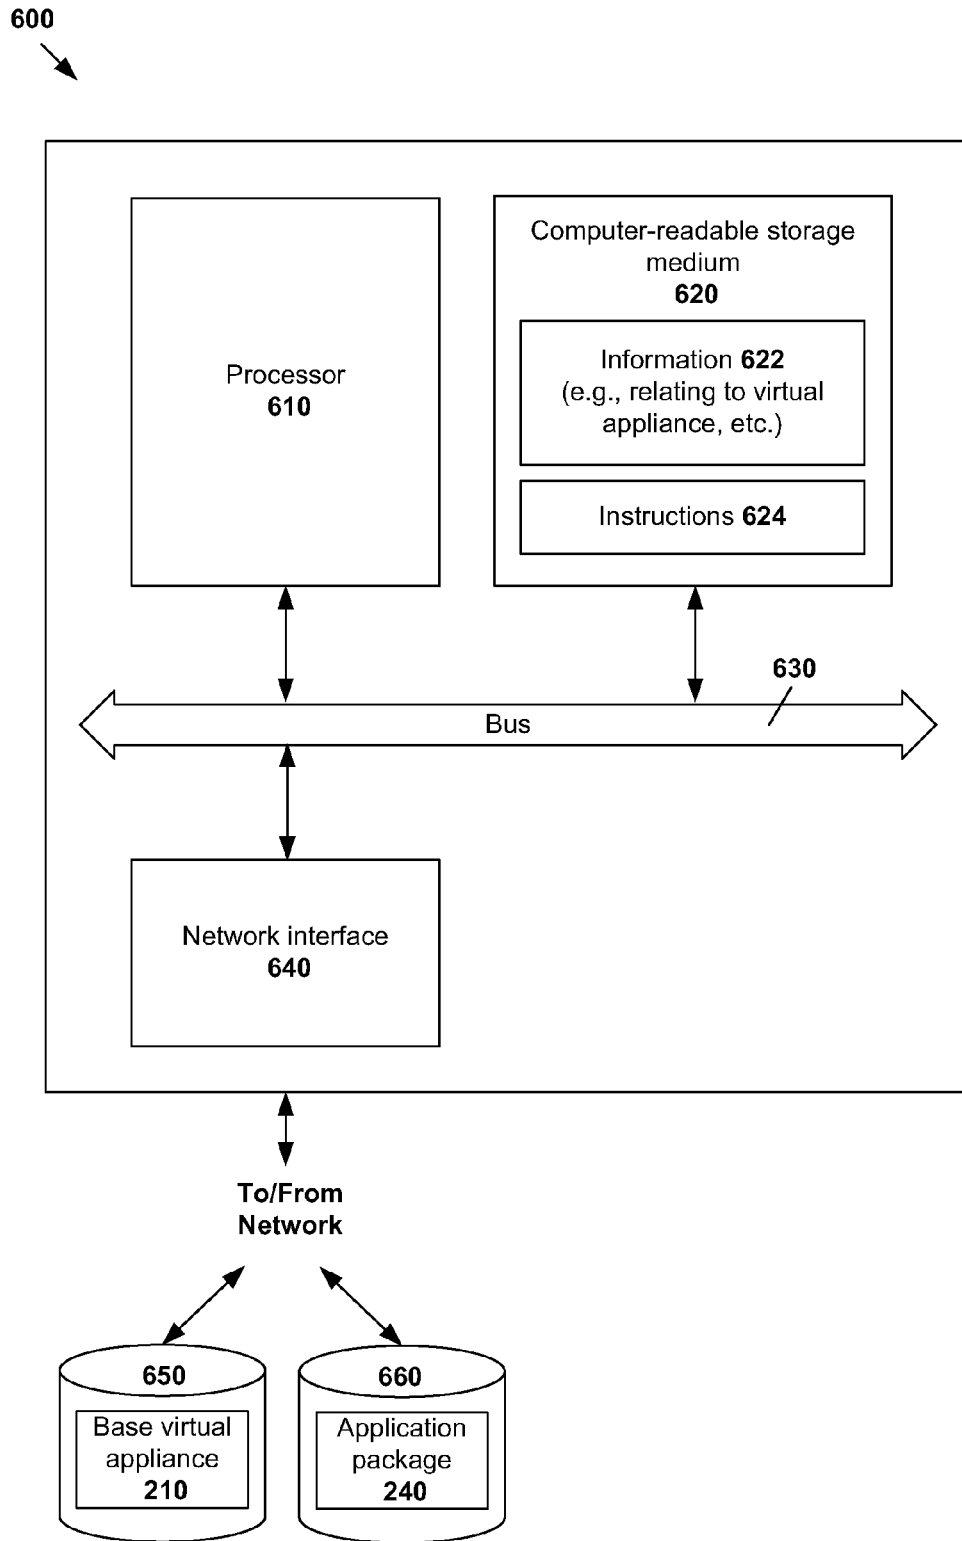 600
Processor
610
Computer-readable storage
medium
620
Information 622
(e.g., relating to virtual
appliance, etc.)
Instructions 624
630
Bus
Network interface
640
To/From
Network
650
Base virtual
appliance
210
660
Application
package
240